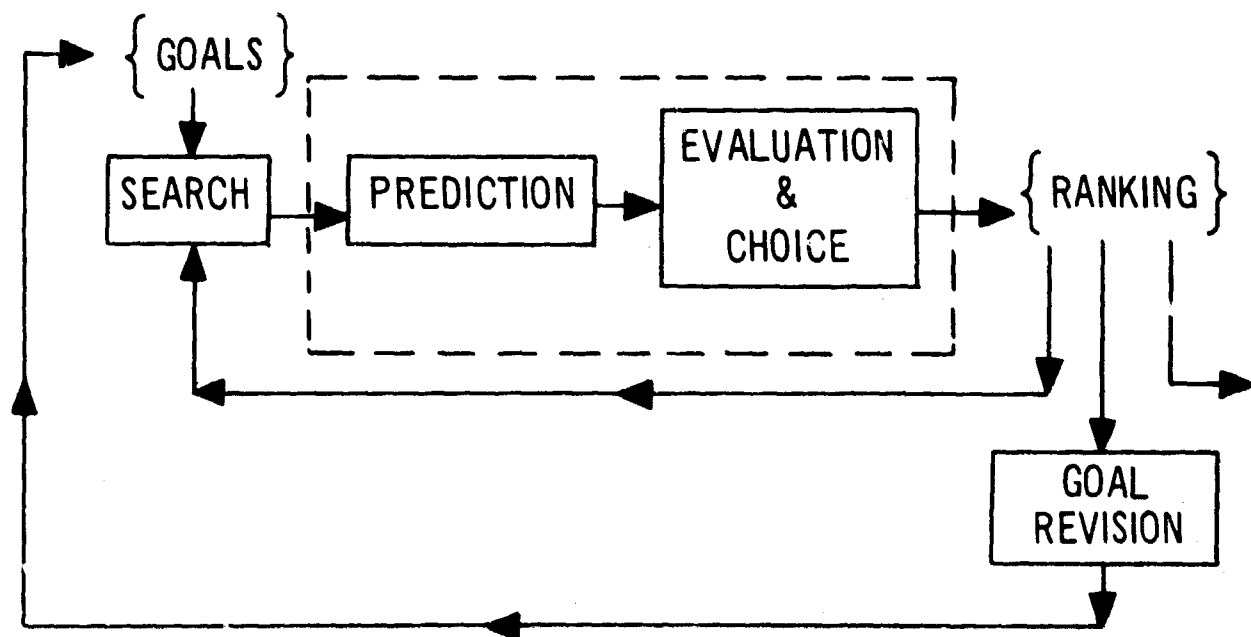 {GOALS}
SEARCH
PREDICTION
EVALUATION
&
CHOICE
{RANKING}
GOAL
REVISION